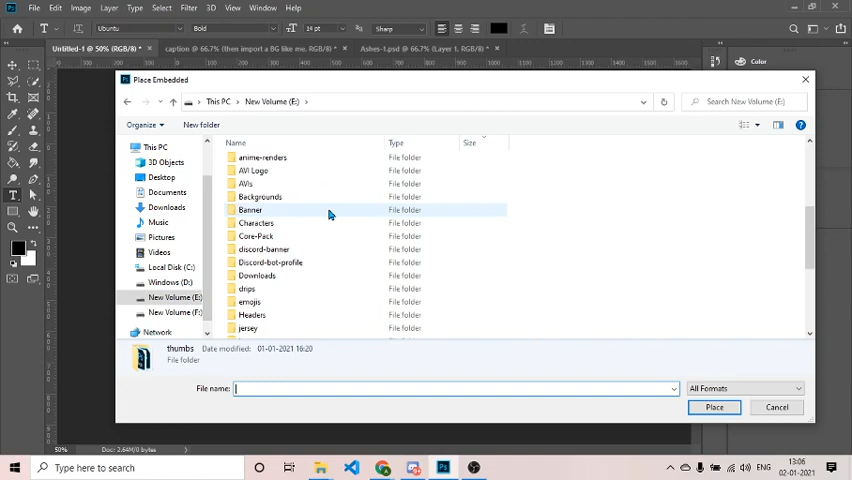 File Edit Image Layer Type Select Filter 3D View Window Help
T Ubuntu Bold 14 pt Sharp
Untitled-1 @ 50% (RGB/8) * × caption @ 66.7% (then import a BG like me, RGB/8) * × Ashes-1.psd @ 66.7% (Layer 1, RGB/8) * ×
Color
Place Embedded
This PC > New Volume (E:) >
Search New Volume (E:)
Organize New folder
Name Type Size
This PC
3D Objects
Desktop
Documents
Downloads
Music
Pictures
Videos
Local Disk (C:)
Windows (D:)
New Volume (E:)
New Volume (F:)
Network
anime-renders File folder
AVI Logo File folder
AVIs File folder
Backgrounds File folder
Banner File folder
Characters File folder
Core-Pack File folder
discord-banner File folder
Discord-bot-profile File folder
Downloads File folder
drips File folder
emojis File folder
Headers File folder
jersey File folder
thumbs Date modified: 01-01-2021 16:20
File folder
File name:
All Formats
Place Cancel
50% Doc: 2.64M/0 bytes
Type here to search
ENG
13:06
02-01-2021